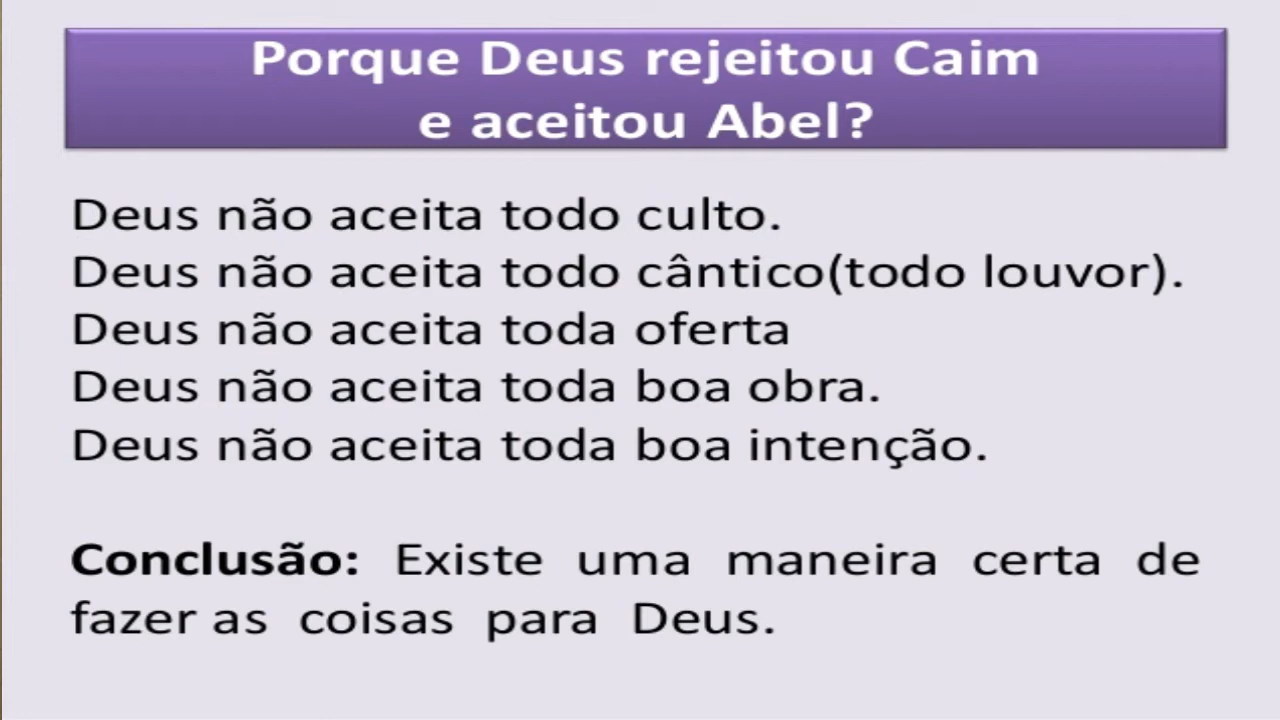 Porque Deus rejeitou Caim
e aceitou Abel?
Deus não aceita todo culto.
Deus não aceita todo cântico(todo louvor).
Deus não aceita toda oferta
Deus não aceita toda boa obra.
Deus não aceita toda boa intenção.
Conclusão: Existe uma maneira certa de
fazer as coisas para Deus.